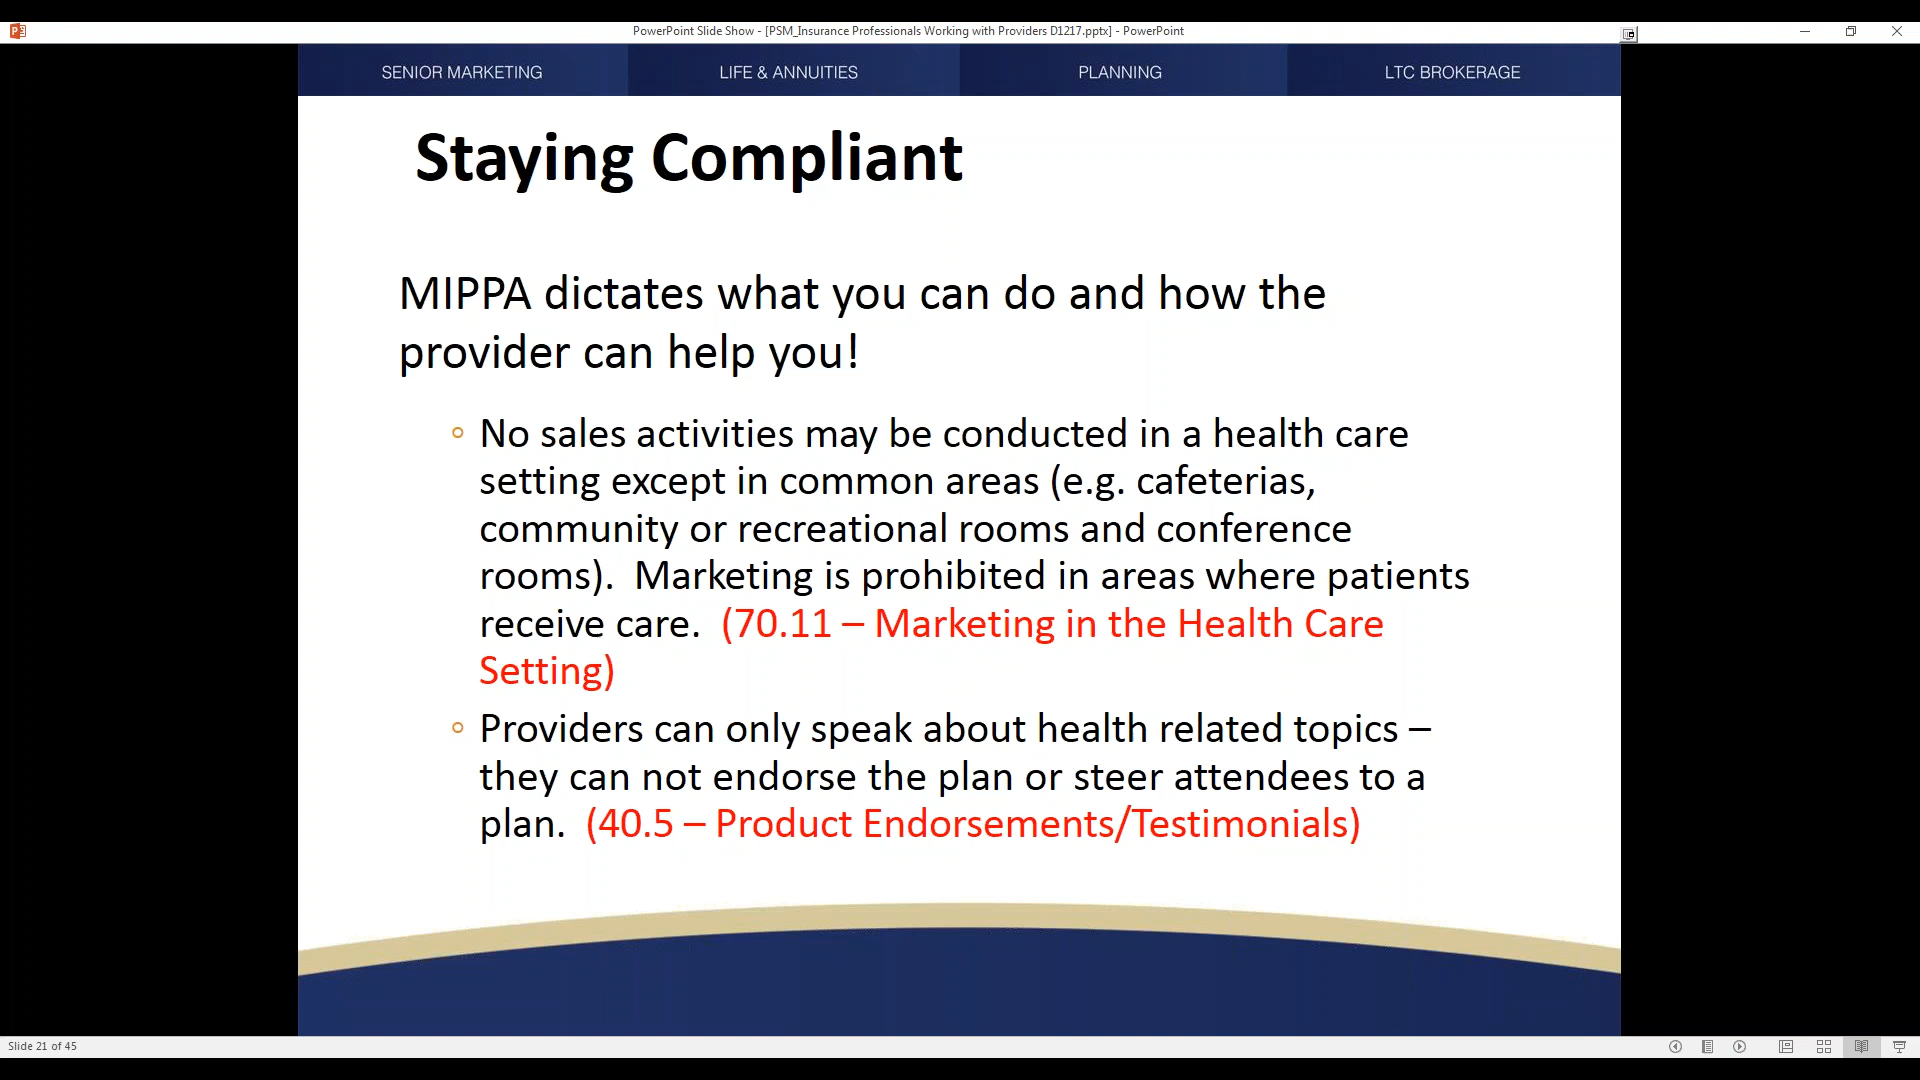 PowerPoint Slide Show - [PSM_Insurance Professionals Working with Providers D1217.pptx] - PowerPoint
SENIOR MARKETING
LIFE & ANNUITIES
PLANNING
LTC BROKERAGE
Staying Compliant
MIPPA dictates what you can do and how the
provider can help you!
No sales activities may be conducted in a health care
setting except in common areas (e.g. cafeterias,
community or recreational rooms and conference
rooms).  Marketing is prohibited in areas where patients
receive care.  (70.11 – Marketing in the Health Care
Setting)
Providers can only speak about health related topics –
they can not endorse the plan or steer attendees to a
plan.  (40.5 – Product Endorsements/Testimonials)
Slide 21 of 45